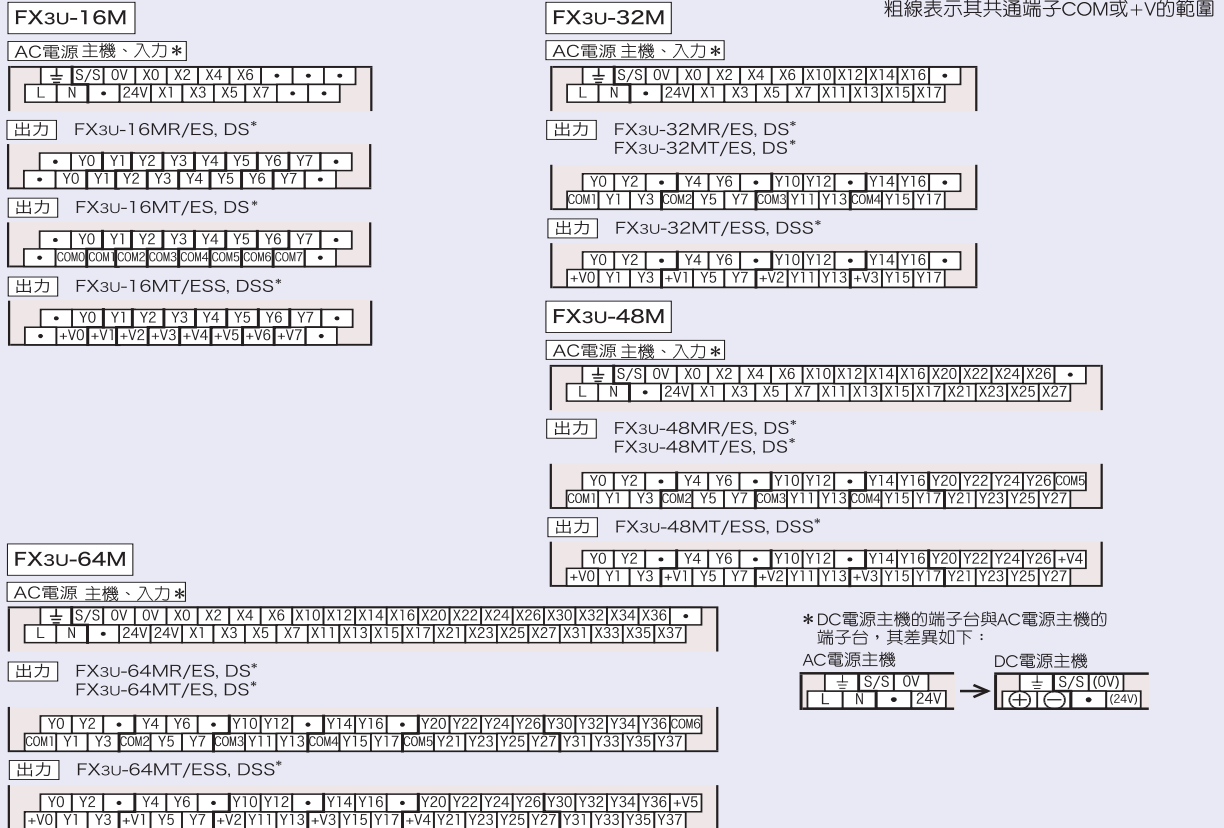 FX3U-16M
AC電源 主機、入力*
⏚ S/S 0V X0 X2 X4 X6 • • •
L N • 24V X1 X3 X5 X7 • •
出力 FX3U-16MR/ES, DS*
• Y0 Y1 Y2 Y3 Y4 Y5 Y6 Y7 •
• Y0 Y1 Y2 Y3 Y4 Y5 Y6 Y7 •
出力 FX3U-16MT/ES, DS*
• Y0 Y1 Y2 Y3 Y4 Y5 Y6 Y7 •
• COM0 COM1 COM2 COM3 COM4 COM5 COM6 COM7 •
出力 FX3U-16MT/ESS, DSS*
• Y0 Y1 Y2 Y3 Y4 Y5 Y6 Y7 •
• +V0 +V1 +V2 +V3 +V4 +V5 +V6 +V7 •
粗線表示其共通端子COM或+V的範圍
FX3U-32M
AC電源 主機、入力*
⏚ S/S 0V X0 X2 X4 X6 X10 X12 X14 X16 •
L N • 24V X1 X3 X5 X7 X11 X13 X15 X17
出力 FX3U-32MR/ES, DS*
FX3U-32MT/ES, DS*
Y0 Y2 • Y4 Y6 • Y10 Y12 • Y14 Y16 •
COM1 Y1 Y3 COM2 Y5 Y7 COM3 Y11 Y13 COM4 Y15 Y17
出力 FX3U-32MT/ESS, DSS*
Y0 Y2 • Y4 Y6 • Y10 Y12 • Y14 Y16 •
+V0 Y1 Y3 +V1 Y5 Y7 +V2 Y11 Y13 +V3 Y15 Y17
FX3U-48M
AC電源 主機、入力*
⏚ S/S 0V X0 X2 X4 X6 X10 X12 X14 X16 X20 X22 X24 X26 •
L N • 24V X1 X3 X5 X7 X11 X13 X15 X17 X21 X23 X25 X27
出力 FX3U-48MR/ES, DS*
FX3U-48MT/ES, DS*
Y0 Y2 • Y4 Y6 • Y10 Y12 • Y14 Y16 Y20 Y22 Y24 Y26 COM5
COM1 Y1 Y3 COM2 Y5 Y7 COM3 Y11 Y13 COM4 Y15 Y17 Y21 Y23 Y25 Y27
出力 FX3U-48MT/ESS, DSS*
Y0 Y2 • Y4 Y6 • Y10 Y12 • Y14 Y16 Y20 Y22 Y24 Y26 +V4
+V0 Y1 Y3 +V1 Y5 Y7 +V2 Y11 Y13 +V3 Y15 Y17 Y21 Y23 Y25 Y27
FX3U-64M
AC電源 主機、入力*
⏚ S/S 0V 0V X0 X2 X4 X6 X10 X12 X14 X16 X20 X22 X24 X26 X30 X32 X34 X36 •
L N • 24V 24V X1 X3 X5 X7 X11 X13 X15 X17 X21 X23 X25 X27 X31 X33 X35 X37
出力 FX3U-64MR/ES, DS*
FX3U-64MT/ES, DS*
Y0 Y2 • Y4 Y6 • Y10 Y12 • Y14 Y16 • Y20 Y22 Y24 Y26 Y30 Y32 Y34 Y36 COM6
COM1 Y1 Y3 COM2 Y5 Y7 COM3 Y11 Y13 COM4 Y15 Y17 COM5 Y21 Y23 Y25 Y27 Y31 Y33 Y35 Y37
出力 FX3U-64MT/ESS, DSS*
Y0 Y2 • Y4 Y6 • Y10 Y12 • Y14 Y16 • Y20 Y22 Y24 Y26 Y30 Y32 Y34 Y36 +V5
+V0 Y1 Y3 +V1 Y5 Y7 +V2 Y11 Y13 +V3 Y15 Y17 +V4 Y21 Y23 Y25 Y27 Y31 Y33 Y35 Y37
*DC電源主機的端子台與AC電源主機的
端子台，其差異如下：
AC電源主機
⏚ S/S 0V
L N • 24V
→
DC電源主機
⏚ S/S (0V)
⊕ ⊖ • (24V)